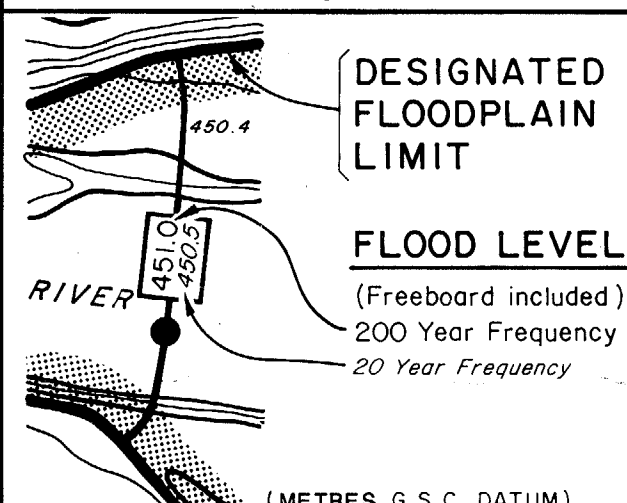 DESIGNATED
FLOODPLAIN
LIMIT
450.4
451.0
450.5
RIVER
FLOOD LEVEL
(Freeboard included)
200 Year Frequency
20 Year Frequency
(METRES G.S.C. DATUM)